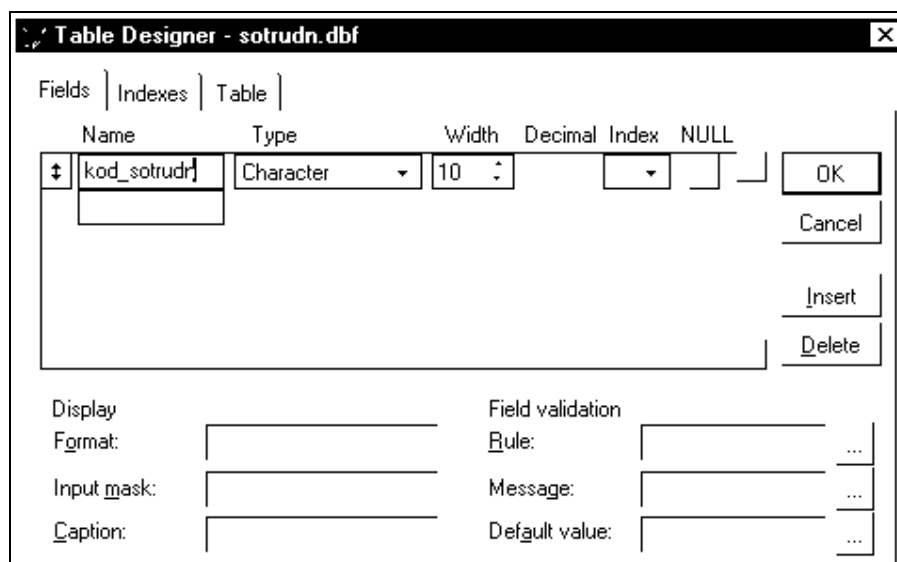 Table Designer - sotrudn.dbf
Fields Indexes Table
Name Type Width Decimal Index NULL
kod_sotrudn Character 10 OK
Cancel
Insert
Delete
Display Field validation
Format: Rule: ...
Input mask: Message: ...
Caption: Default value: ...